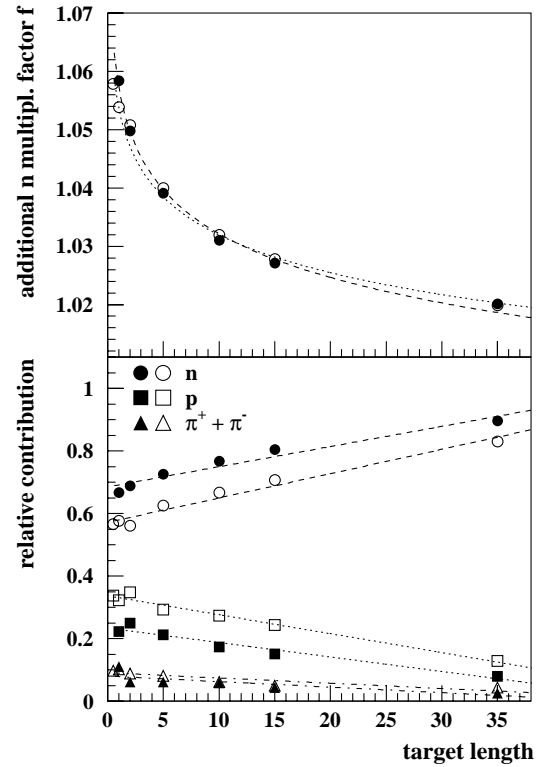 additional n multipl. factor f
1.07
1.06
1.05
1.04
1.03
1.02
relative contribution
1
0.8
0.6
0.4
0.2
0
n
p
π⁺ + π⁻
0 5 10 15 20 25 30 35
target length